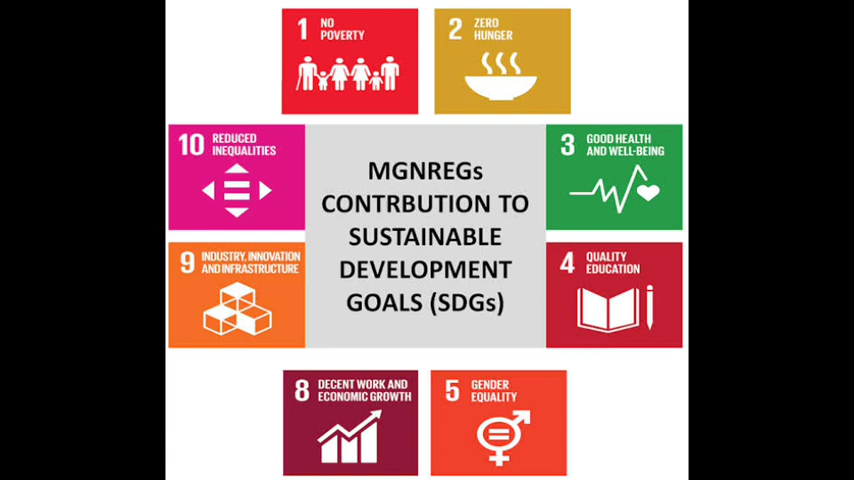 1 NO
POVERTY
2 ZERO
HUNGER
10 REDUCED
INEQUALITIES
3 GOOD HEALTH
AND WELL-BEING
MGNREGs
CONTRBUTION TO
SUSTAINABLE
DEVELOPMENT
GOALS (SDGs)
9 INDUSTRY, INNOVATION
AND INFRASTRUCTURE
4 QUALITY
EDUCATION
8 DECENT WORK AND
ECONOMIC GROWTH
5 GENDER
EQUALITY